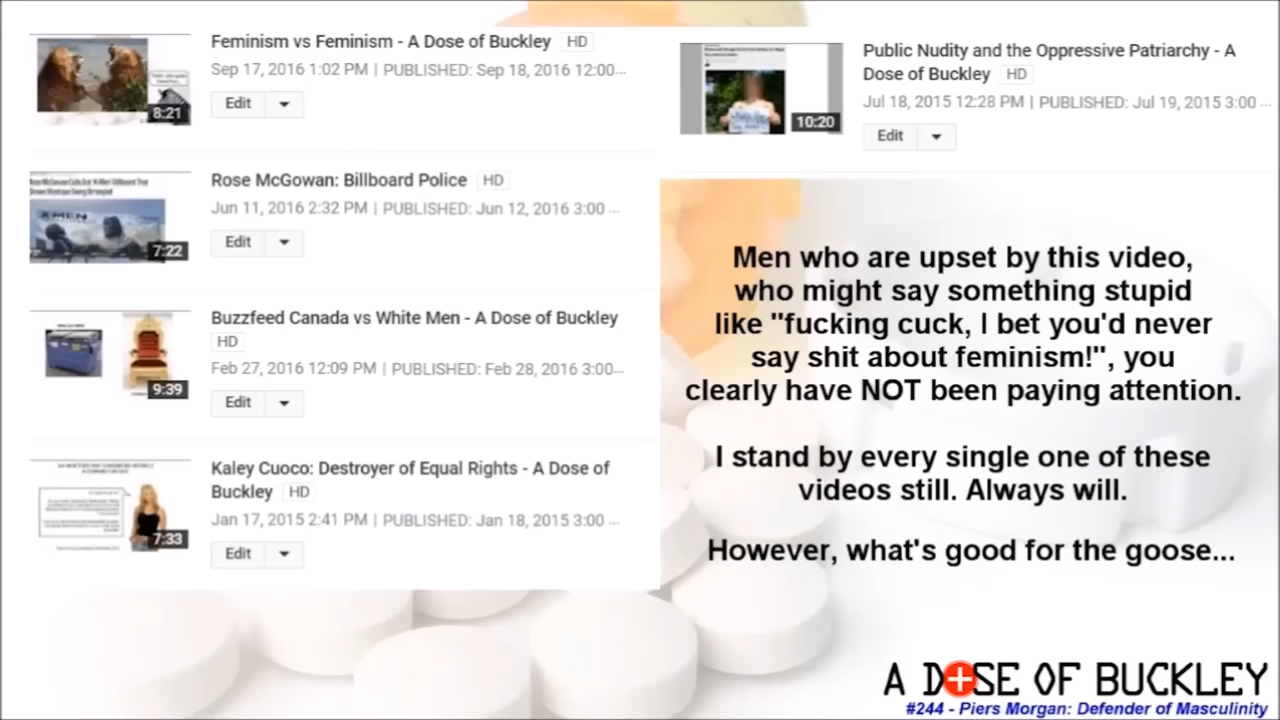 Feminism vs Feminism - A Dose of Buckley HD
Sep 17, 2016 1:02 PM | PUBLISHED: Sep 18, 2016 12:00...
Edit
8:21
Rose McGowan: Billboard Police HD
Jun 11, 2016 2:32 PM | PUBLISHED: Jun 12, 2016 3:00 ...
Edit
X-MEN
7:22
Buzzfeed Canada vs White Men - A Dose of Buckley
HD
Feb 27, 2016 12:09 PM | PUBLISHED: Feb 28, 2016 3:00...
9:39
Edit
Kaley Cuoco: Destroyer of Equal Rights - A Dose of
Buckley HD
Jan 17, 2015 2:41 PM | PUBLISHED: Jan 18, 2015 3:00 ...
7:33
Edit
Public Nudity and the Oppressive Patriarchy - A
Dose of Buckley HD
Jul 18, 2015 12:28 PM | PUBLISHED: Jul 19, 2015 3:00 ...
10:20
Edit
Men who are upset by this video,
who might say something stupid
like "fucking cuck, I bet you'd never
say shit about feminism!", you
clearly have NOT been paying attention.
I stand by every single one of these
videos still. Always will.
However, what's good for the goose...
A DOSE OF BUCKLEY
#244 - Piers Morgan: Defender of Masculinity